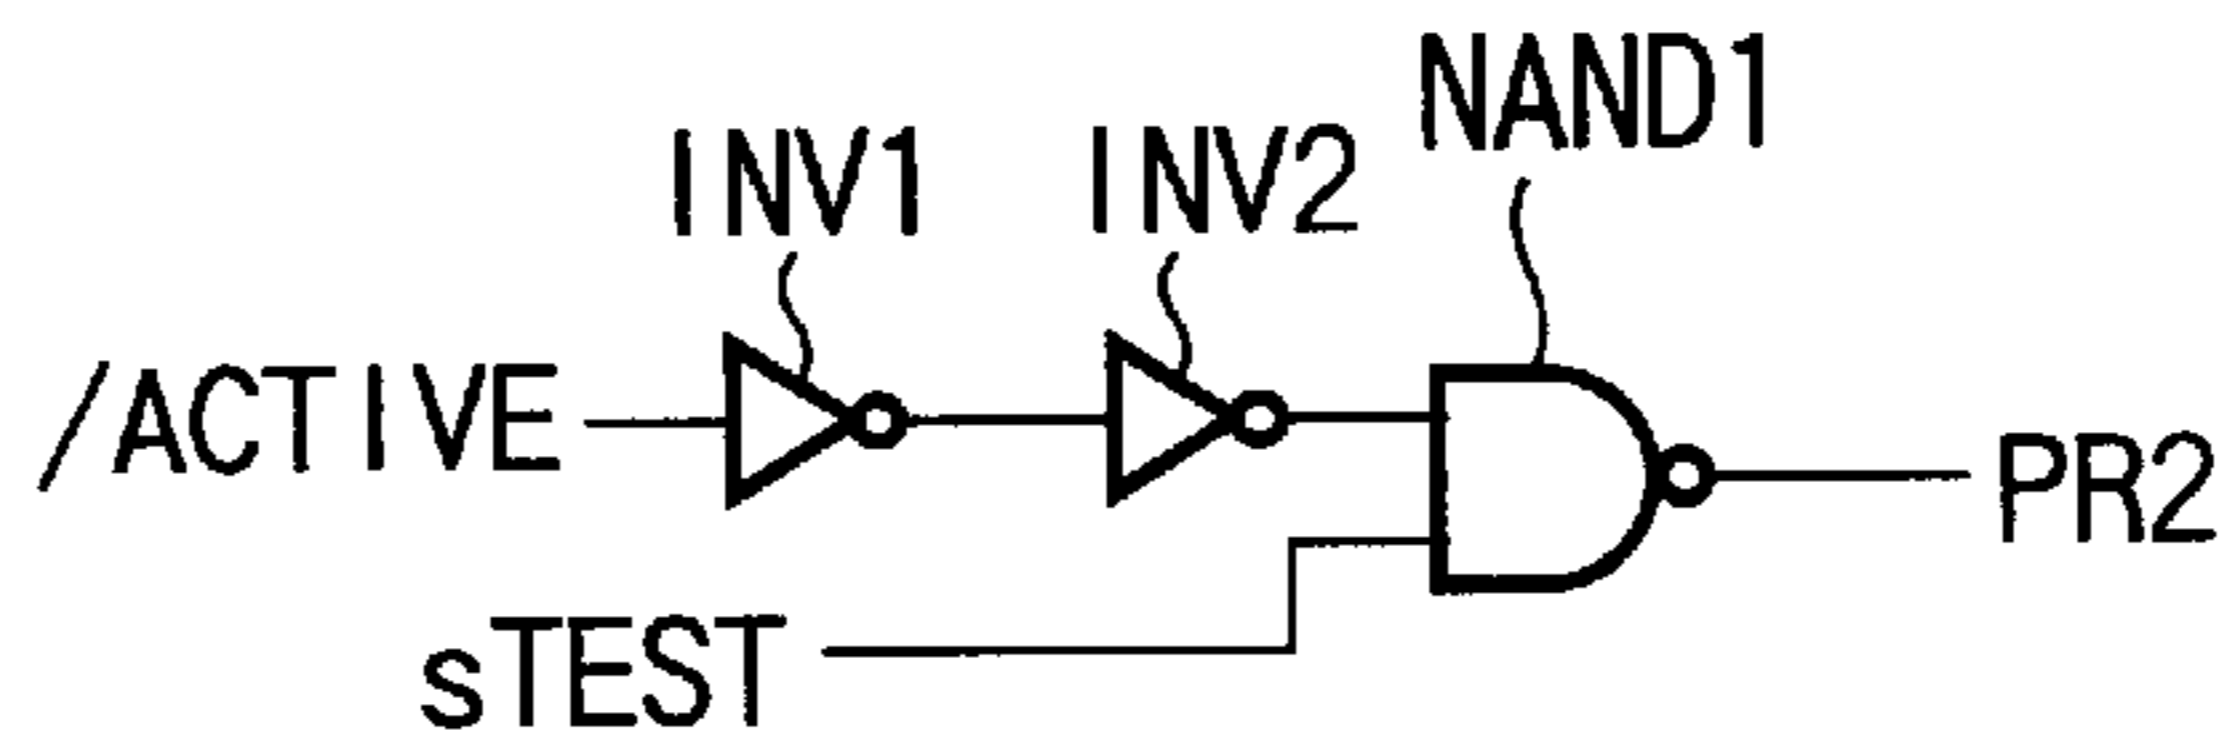 NAND1
INV1
INV2
/ACTIVE
PR2
sTEST